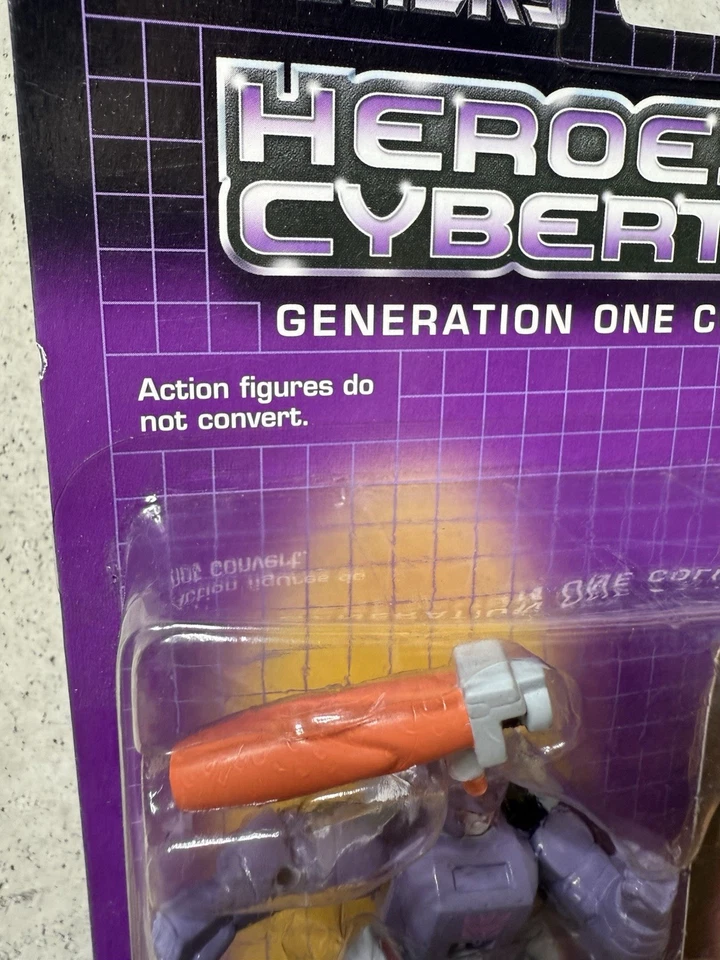 HEROE
CYBERT
GENERATION ONE C
Action figures do
not convert.